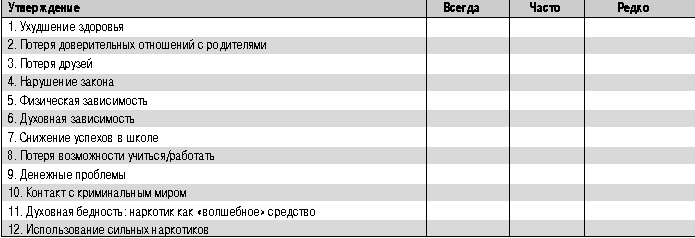 Утверждение Всегда Часто Редко
1. Ухудшение здоровья
2. Потеря доверительных отношений с родителями
3. Потеря друзей
4. Нарушение закона
5. Физическая зависимость
6. Духовная зависимость
7. Снижение успехов в школе
8. Потеря возможности учиться/работать
9. Денежные проблемы
10. Контакт с криминальным миром
11. Духовная бедность: наркотик как «волшебное» средство
12. Использование сильных наркотиков